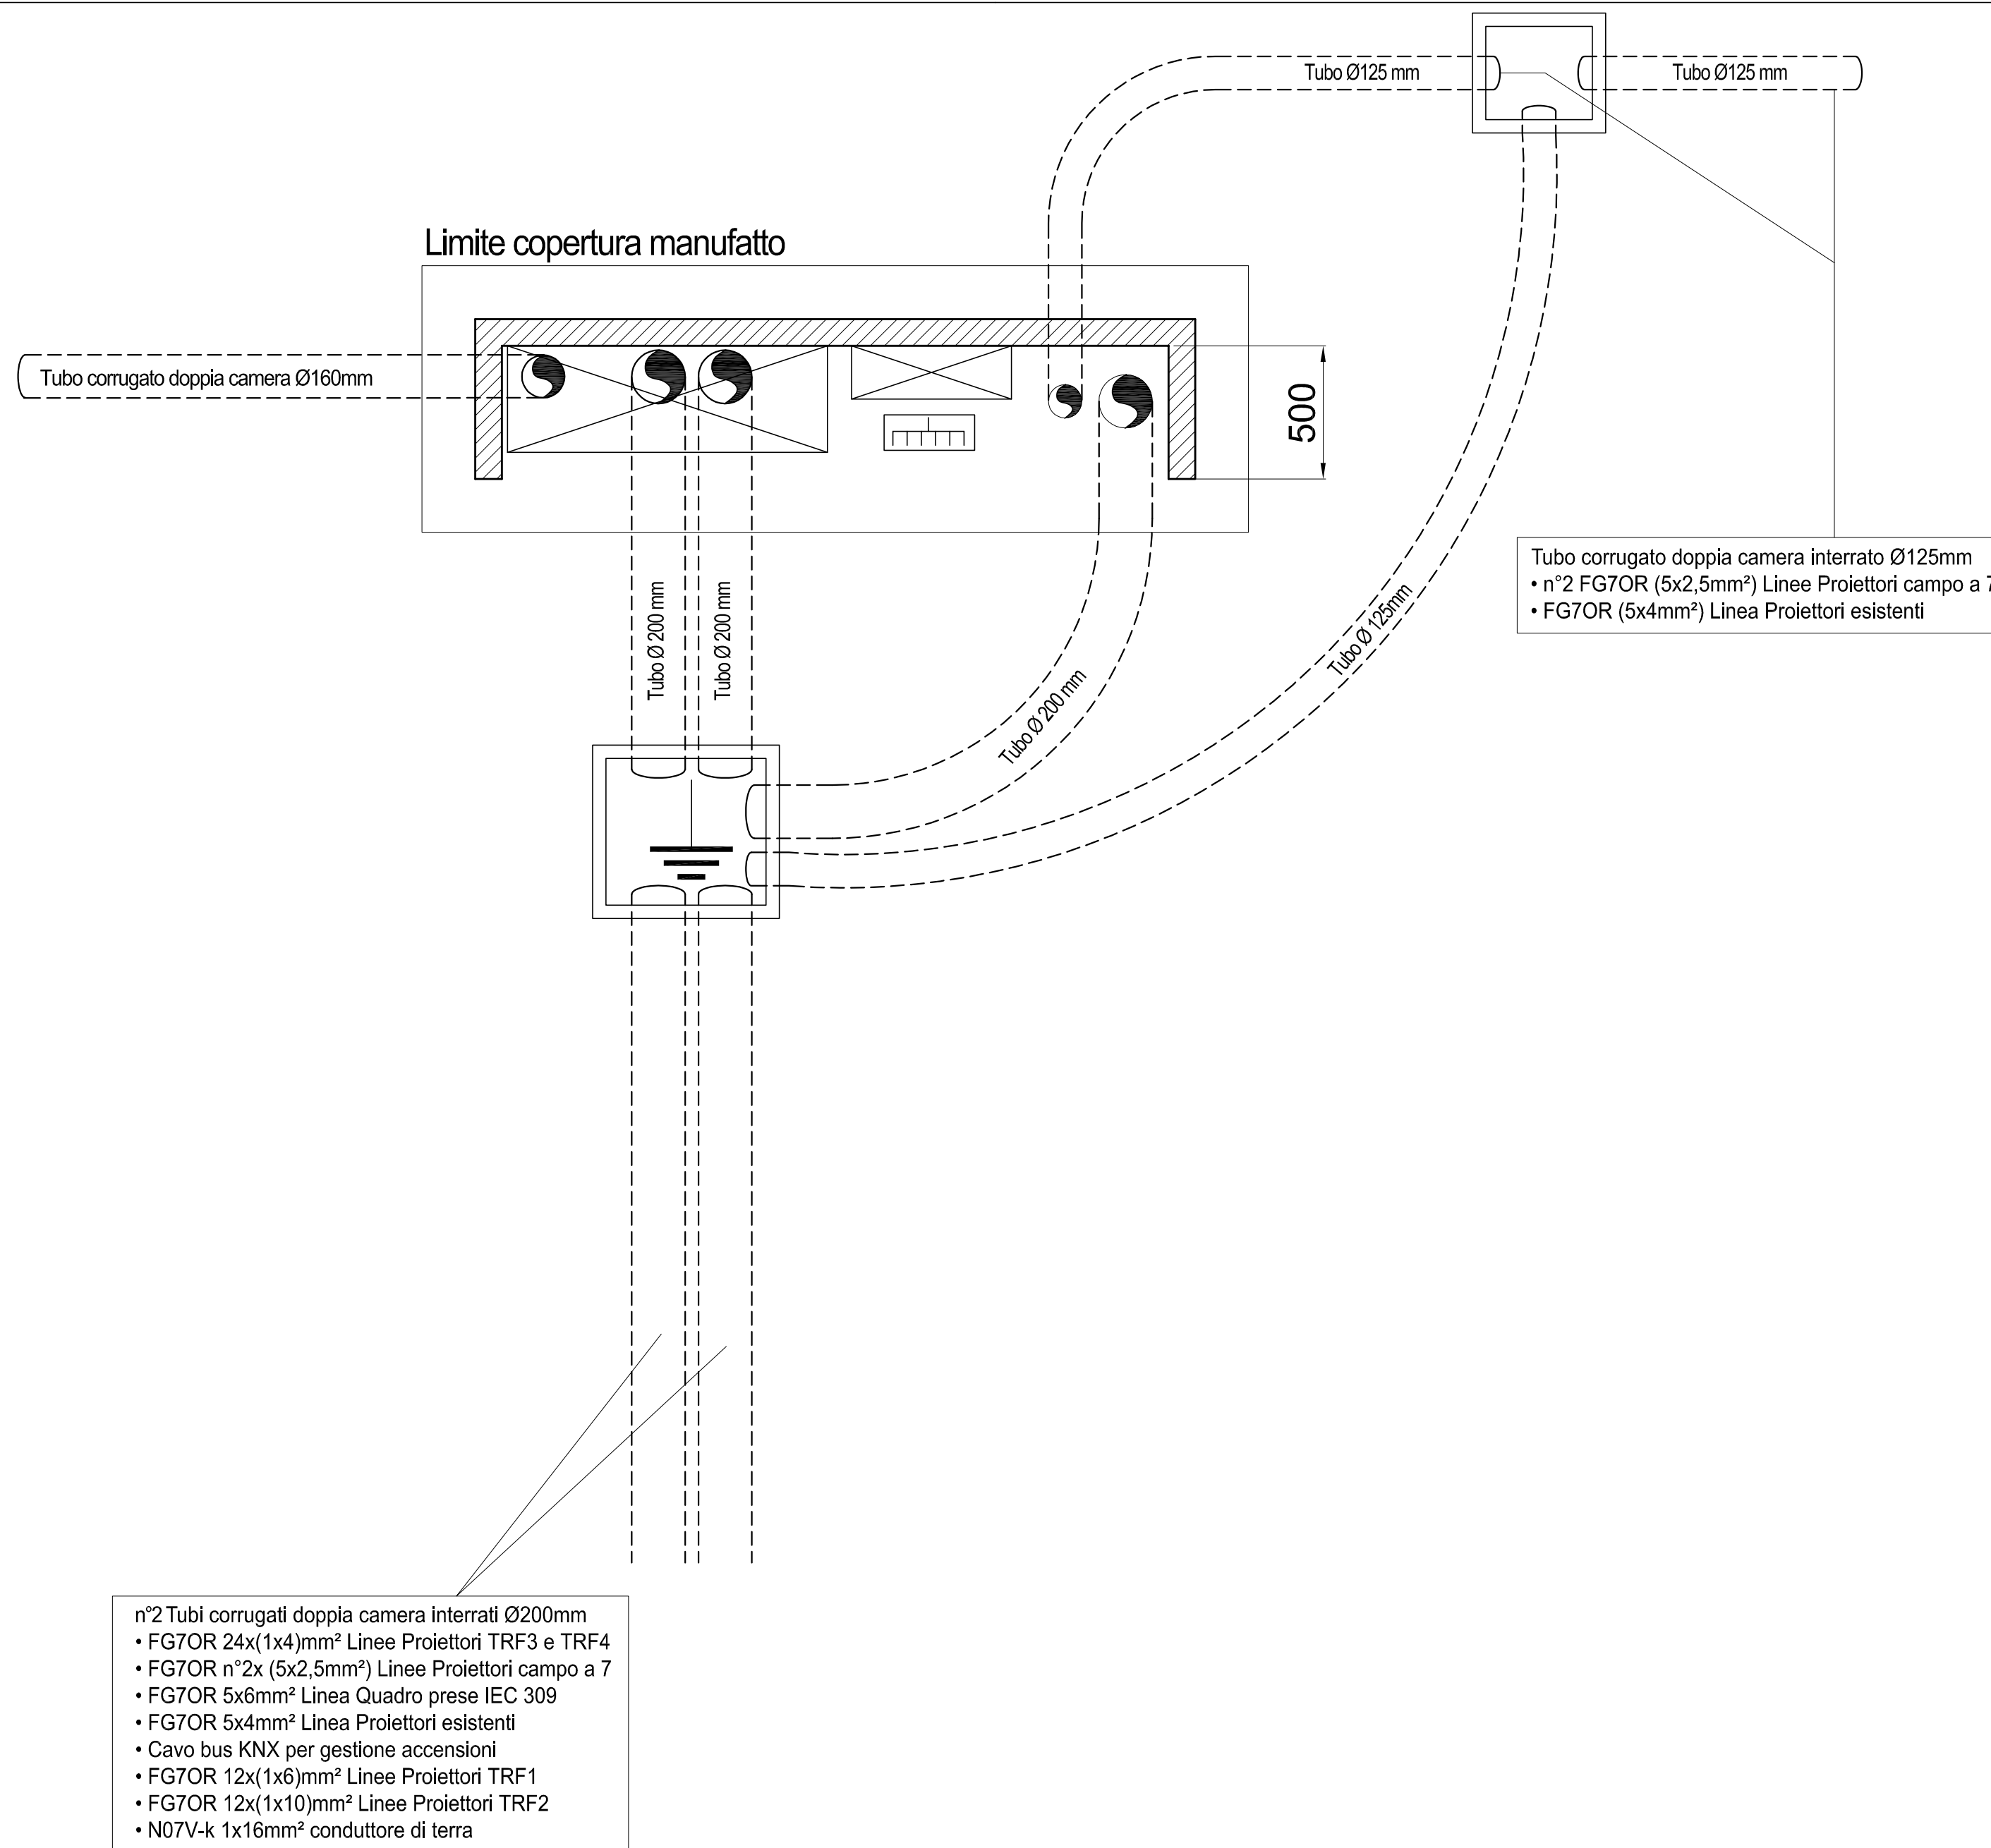 Tubo Ø125 mm
Tubo Ø125 mm
Limite copertura manufatto
Tubo corrugato doppia camera Ø160mm
500
Tubo corrugato doppia camera interrato Ø125mm
• n°2 FG7OR (5x2,5mm²) Linee Proiettori campo a 7
• FG7OR (5x4mm²) Linea Proiettori esistenti
Tubo Ø 200 mm
Tubo Ø 200 mm
Tubo Ø 200 mm
Tubo Ø 125mm
n°2 Tubi corrugati doppia camera interrati Ø200mm
• FG7OR 24x(1x4)mm² Linee Proiettori TRF3 e TRF4
• FG7OR n°2x (5x2,5mm²) Linee Proiettori campo a 7
• FG7OR 5x6mm² Linea Quadro prese IEC 309
• FG7OR 5x4mm² Linea Proiettori esistenti
• Cavo bus KNX per gestione accensioni
• FG7OR 12x(1x6)mm² Linee Proiettori TRF1
• FG7OR 12x(1x10)mm² Linee Proiettori TRF2
• N07V-k 1x16mm² conduttore di terra